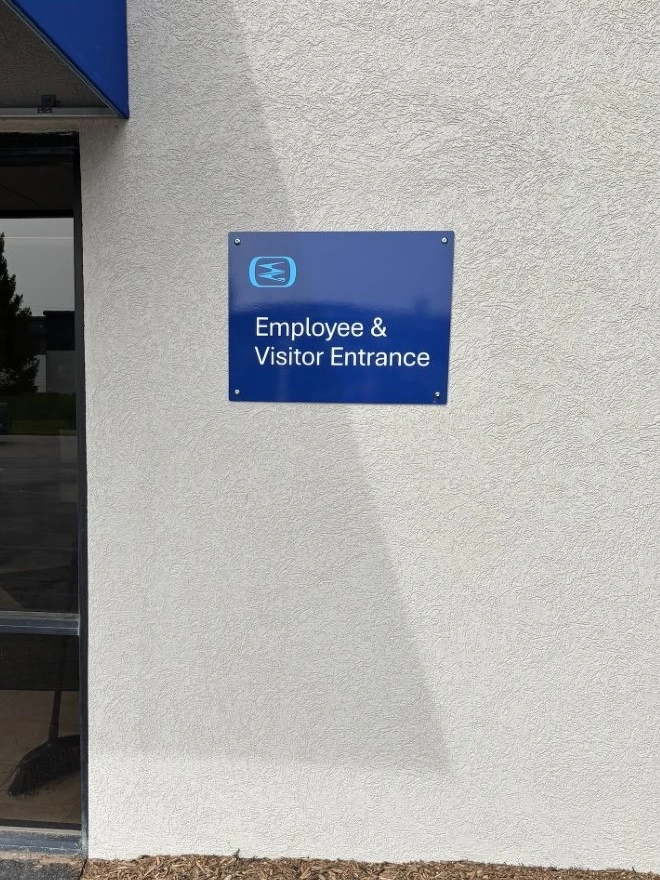 Employee &
Visitor Entrance